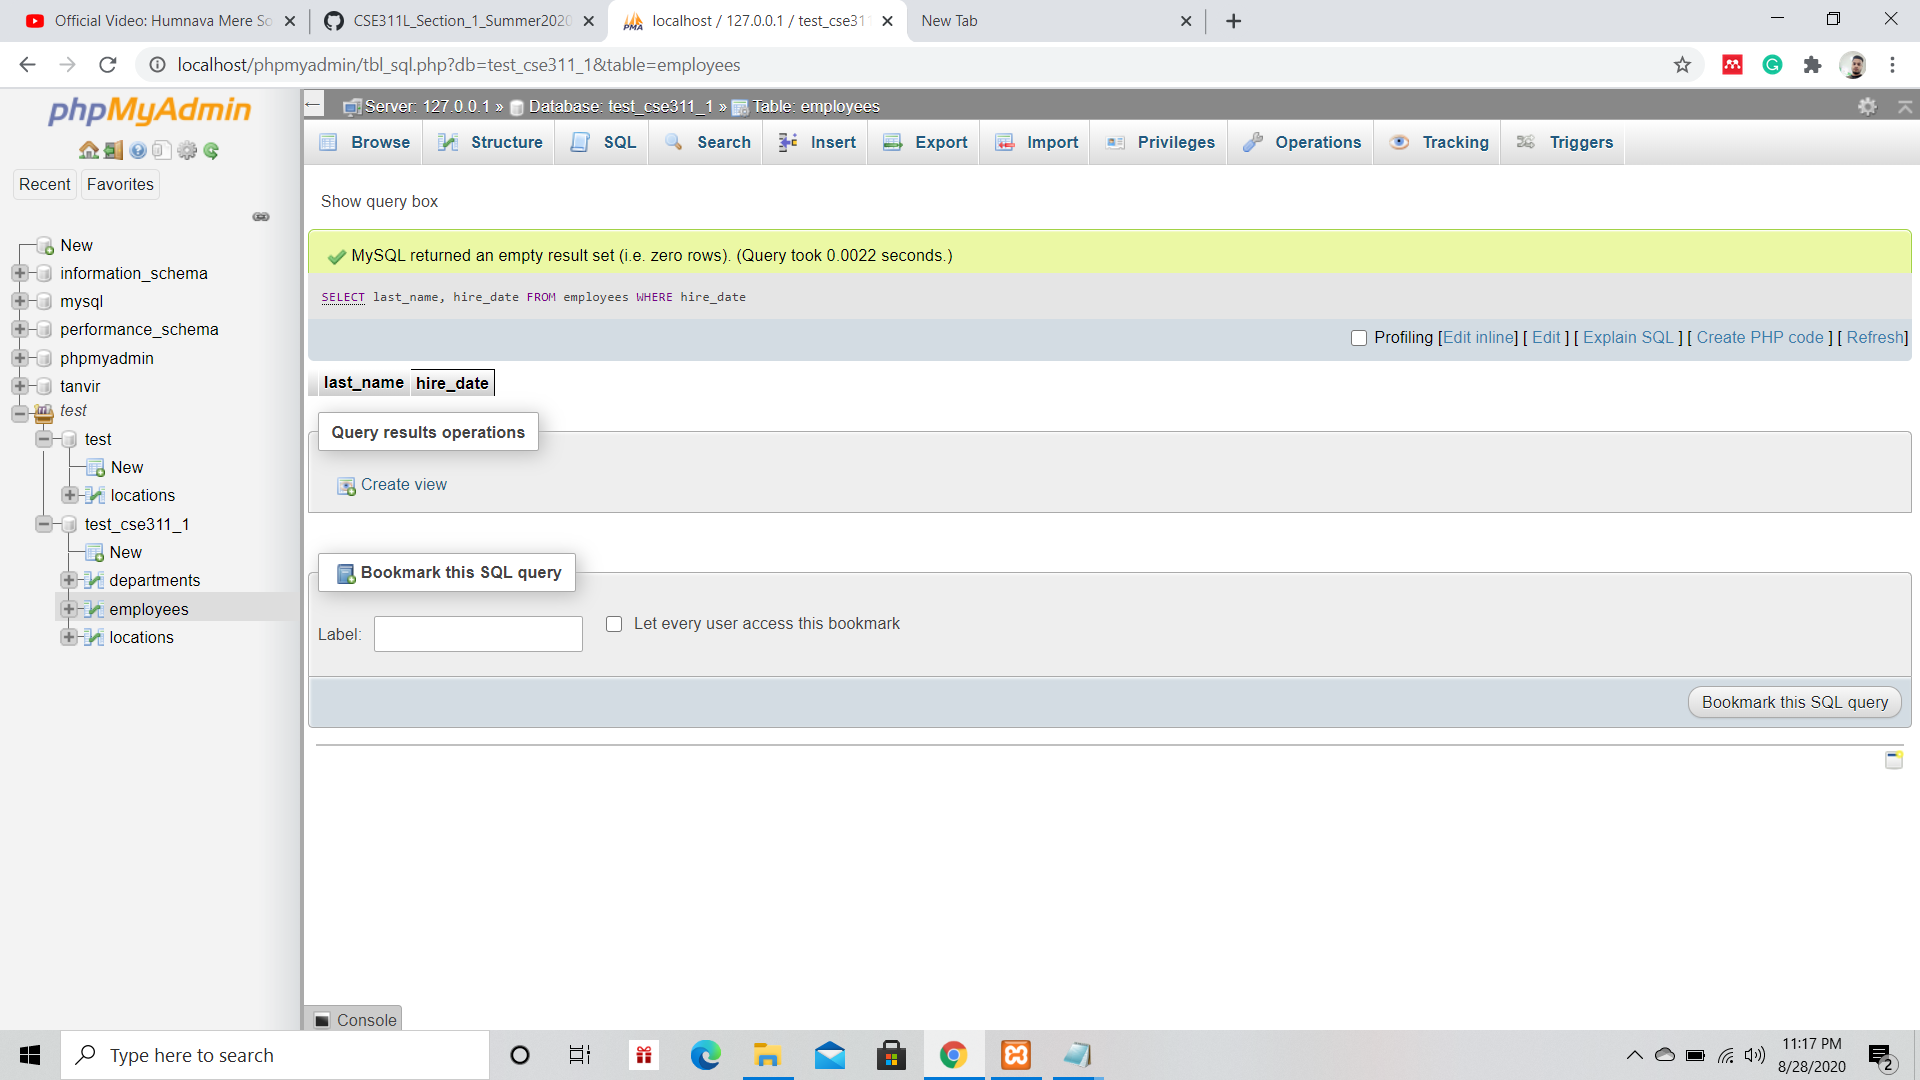 Official Video: Humnava Mere So
CSE311L_Section_1_Summer2020
localhost / 127.0.0.1 / test_cse311
New Tab
localhost/phpmyadmin/tbl_sql.php?db=test_cse311_1&table=employees
phpMyAdmin
Recent
Favorites
New
information_schema
mysql
performance_schema
phpmyadmin
tanvir
test
test
New
locations
test_cse311_1
New
departments
employees
locations
Server: 127.0.0.1 » Database: test_cse311_1 » Table: employees
Browse Structure SQL Search Insert Export Import Privileges Operations Tracking Triggers
Show query box
MySQL returned an empty result set (i.e. zero rows). (Query took 0.0022 seconds.)
SELECT last_name, hire_date FROM employees WHERE hire_date
Profiling [Edit inline] [ Edit ] [ Explain SQL ] [ Create PHP code ] [ Refresh]
last_name hire_date
Query results operations
Create view
Bookmark this SQL query
Label:
Let every user access this bookmark
Bookmark this SQL query
Console
Type here to search
11:17 PM
8/28/2020
2